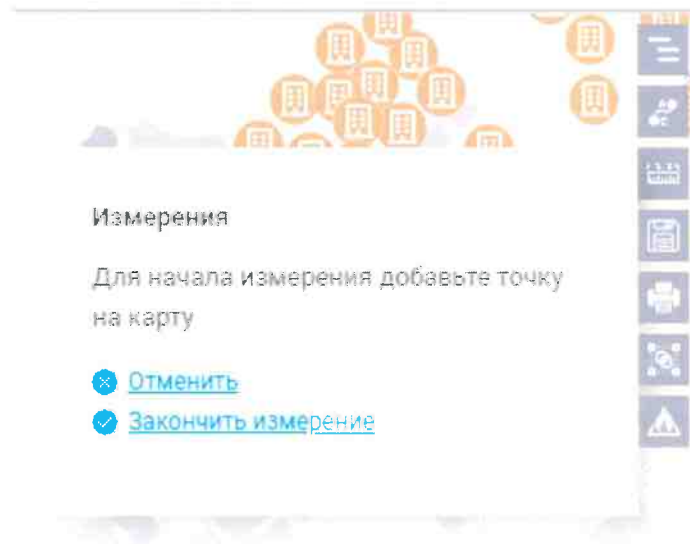 Измерения
Для начала измерения добавьте точку
на карту
Отменить
Закончить измерение